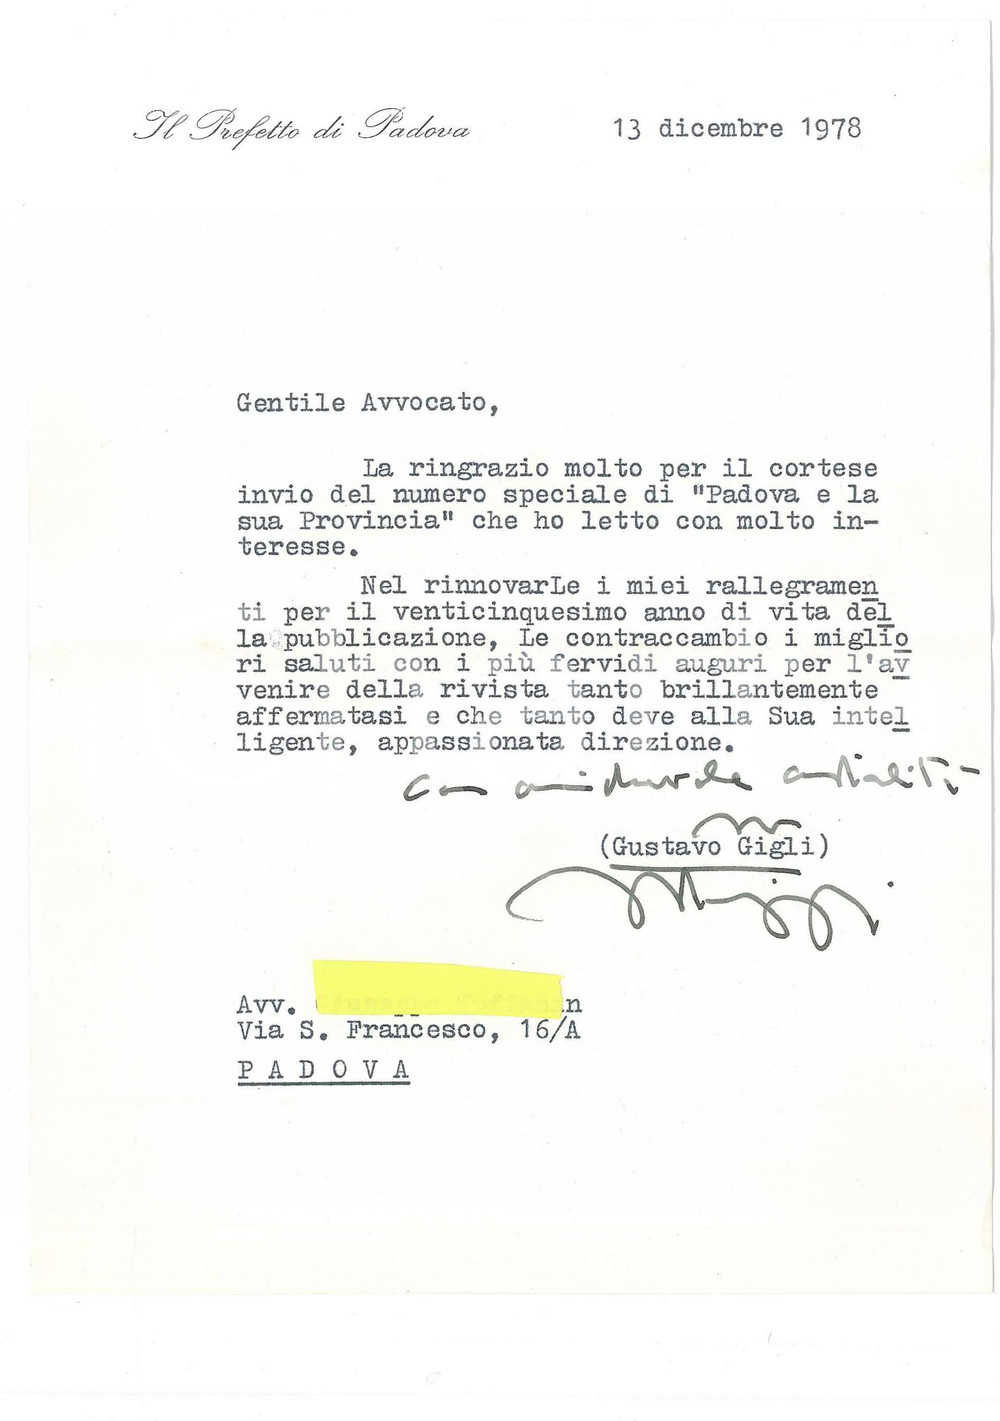 Il Prefetto di Padova
13 dicembre 1978
Gentile Avvocato,
La ringrazio molto per il cortese
invio del numero speciale di "Padova e la
sua Provincia" che ho letto con molto in-
teresse.
Nel rinnovarLe i miei rallegramen
ti per il venticinquesimo anno di vita del
la pubblicazione, Le contraccambio i miglio
ri saluti con i più fervidi auguri per l'av
venire della rivista tanto brillantemente
affermatasi e che tanto deve alla Sua intel
ligente, appassionata direzione.
con amichevole cordialità
(Gustavo Gigli)
Avv.
Via S. Francesco, 16/A
PADOVA